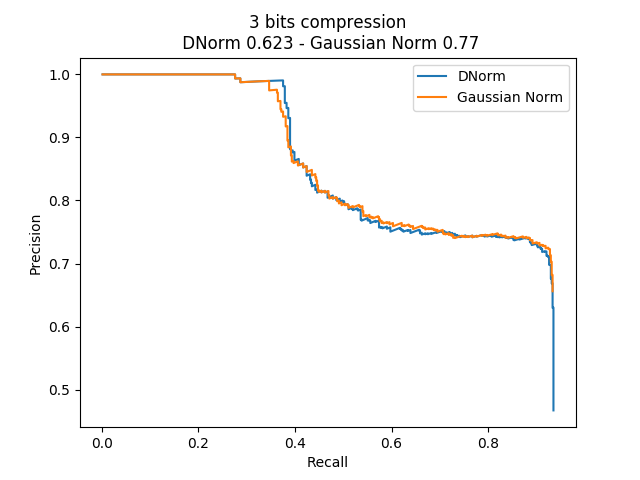 3 bits compression
DNorm 0.623 - Gaussian Norm 0.77
DNorm
Gaussian Norm
Precision
1.0
0.9
0.8
0.7
0.6
0.5
0.0
0.2
0.4
0.6
0.8
Recall